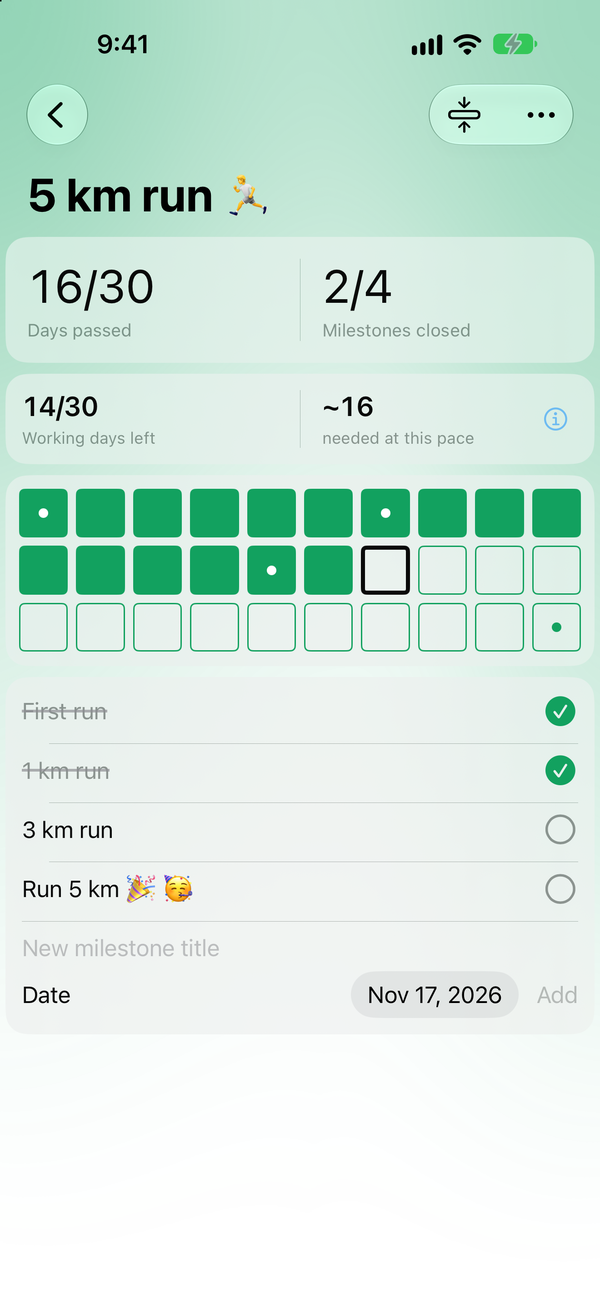 9:41
5 km run 🏃
16/30
Days passed
2/4
Milestones closed
14/30
Working days left
~16
needed at this pace
First run
1 km run
3 km run
Run 5 km 🎉 🥳
New milestone title
Date
Nov 17, 2026
Add